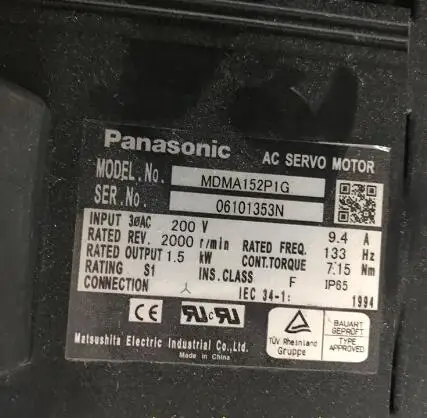 Panasonic AC SERVO MOTOR
MODEL.No. MDMA152P1G
SER.No. 06101353N
INPUT 3øAC 200 V 9.4 A
RATED REV. 2000 r/min RATED FREQ. 133 Hz
RATED OUTPUT 1.5 kW CONT.TORQUE 7.15 Nm
RATING S1 INS.CLASS F IP65
CONNECTION IEC 34-1: 1994
CE RU c RU TÜV Rheinland Gruppe BAUART GEPRÜFT TYPE APPROVED
Matsushita Electric Industrial Co.,Ltd.
Made in China